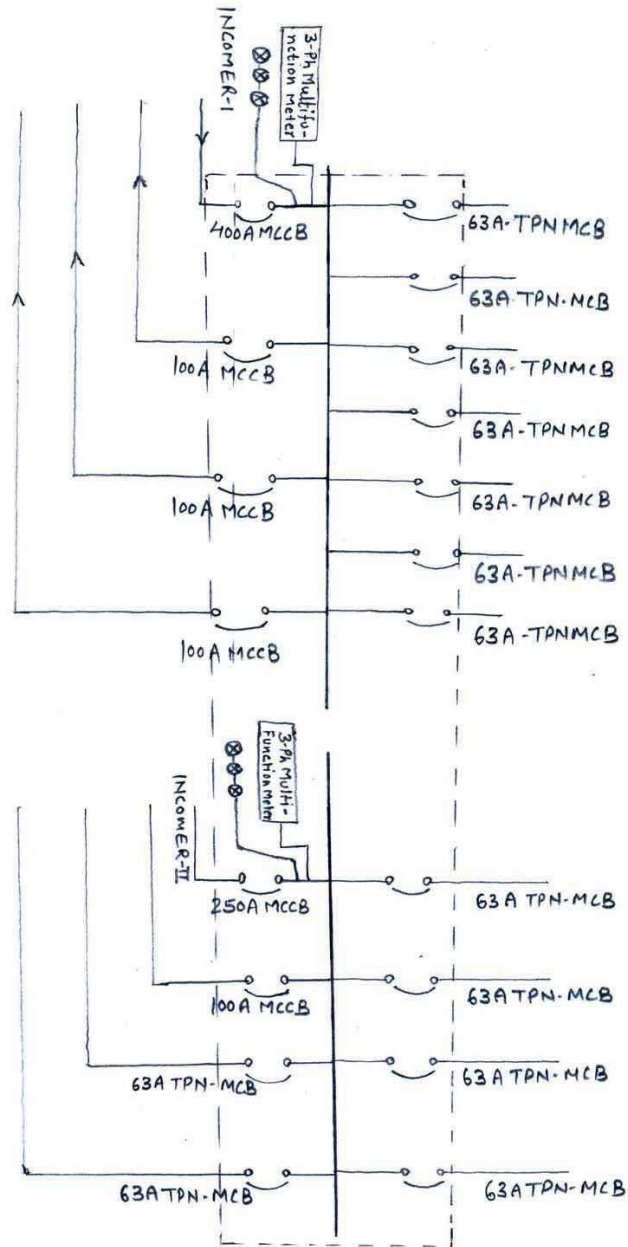 INCOMER-I
3-Ph Multifu-
nction Meter
400A MCCB
63A-TPN MCB
63A-TPN-MCB
100A MCCB
63A-TPNMCB
63A-TPNMCB
100A MCCB
63A-TPNMCB
63A-TPNMCB
100A MCCB
63A-TPNMCB
INCOMER-II
3-Ph Multi-
Function Meter
250A MCCB
63A TPN-MCB
100A MCCB
63A TPN-MCB
63A TPN-MCB
63A TPN-MCB
63A TPN-MCB
63A TPN-MCB